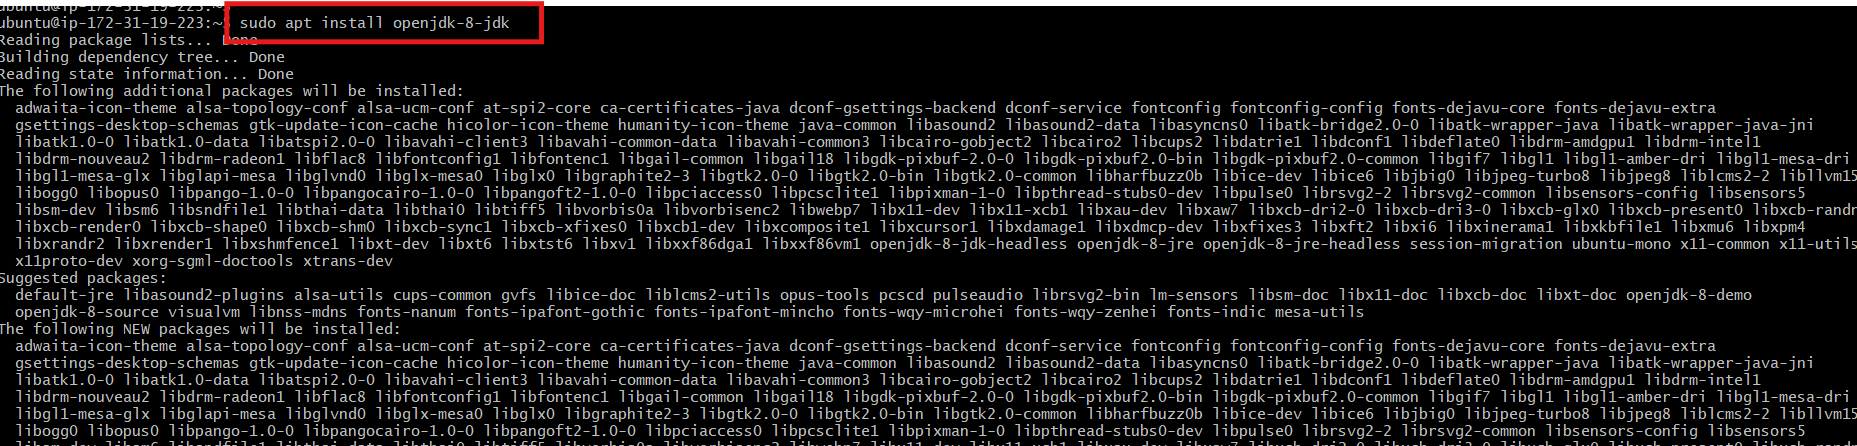 ubuntu@ip-172-31-19-223:~$
ubuntu@ip-172-31-19-223:~$ sudo apt install openjdk-8-jdk
Reading package lists... Done
Building dependency tree... Done
Reading state information... Done
The following additional packages will be installed:
adwaita-icon-theme alsa-topology-conf alsa-ucm-conf at-spi2-core ca-certificates-java dconf-gsettings-backend dconf-service fontconfig fontconfig-config fonts-dejavu-core fonts-dejavu-extra
gsettings-desktop-schemas gtk-update-icon-cache hicolor-icon-theme humanity-icon-theme java-common libasound2 libasound2-data libasyncns0 libatk-bridge2.0-0 libatk-wrapper-java libatk-wrapper-java-jni
libatk1.0-0 libatk1.0-data libatspi2.0-0 libavahi-client3 libavahi-common-data libavahi-common3 libcairo-gobject2 libcairo2 libcups2 libdatrie1 libdconf1 libdeflate0 libdrm-amdgpu1 libdrm-intel1
libdrm-nouveau2 libdrm-radeon1 libflac8 libfontconfig1 libfontenc1 libgail-common libgail18 libgdk-pixbuf-2.0-0 libgdk-pixbuf2.0-bin libgdk-pixbuf2.0-common libgif7 libgl1 libgl1-amber-dri libgl1-mesa-dri
libgl1-mesa-glx libglapi-mesa libglvnd0 libglx-mesa0 libglx0 libgraphite2-3 libgtk2.0-0 libgtk2.0-bin libgtk2.0-common libharfbuzz0b libice-dev libice6 libjbig0 libjpeg-turbo8 libjpeg8 liblcms2-2 libllvm15
libogg0 libopus0 libpango-1.0-0 libpangocairo-1.0-0 libpangoft2-1.0-0 libpciaccess0 libpcsclite1 libpixman-1-0 libpthread-stubs0-dev libpulse0 librsvg2-2 librsvg2-common libsensors-config libsensors5
libsm-dev libsm6 libsndfile1 libthai-data libthai0 libtiff5 libvorbis0a libvorbisenc2 libwebp7 libx11-dev libx11-xcb1 libxau-dev libxaw7 libxcb-dri2-0 libxcb-dri3-0 libxcb-glx0 libxcb-present0 libxcb-randr
libxcb-render0 libxcb-shape0 libxcb-shm0 libxcb-sync1 libxcb-xfixes0 libxcb1-dev libxcomposite1 libxcursor1 libxdamage1 libxdmcp-dev libxfixes3 libxft2 libxi6 libxinerama1 libxkbfile1 libxmu6 libxpm4
libxrandr2 libxrender1 libxshmfence1 libxt-dev libxt6 libxtst6 libxv1 libxxf86dga1 libxxf86vm1 openjdk-8-jdk-headless openjdk-8-jre openjdk-8-jre-headless session-migration ubuntu-mono x11-common x11-utils
x11proto-dev xorg-sgml-doctools xtrans-dev
Suggested packages:
default-jre libasound2-plugins alsa-utils cups-common gvfs libice-doc liblcms2-utils opus-tools pcscd pulseaudio librsvg2-bin lm-sensors libsm-doc libx11-doc libxcb-doc libxt-doc openjdk-8-demo
openjdk-8-source visualvm libnss-mdns fonts-nanum fonts-ipafont-gothic fonts-ipafont-mincho fonts-wqy-microhei fonts-wqy-zenhei fonts-indic mesa-utils
The following NEW packages will be installed:
adwaita-icon-theme alsa-topology-conf alsa-ucm-conf at-spi2-core ca-certificates-java dconf-gsettings-backend dconf-service fontconfig fontconfig-config fonts-dejavu-core fonts-dejavu-extra
gsettings-desktop-schemas gtk-update-icon-cache hicolor-icon-theme humanity-icon-theme java-common libasound2 libasound2-data libasyncns0 libatk-bridge2.0-0 libatk-wrapper-java libatk-wrapper-java-jni
libatk1.0-0 libatk1.0-data libatspi2.0-0 libavahi-client3 libavahi-common-data libavahi-common3 libcairo-gobject2 libcairo2 libcups2 libdatrie1 libdconf1 libdeflate0 libdrm-amdgpu1 libdrm-intel1
libdrm-nouveau2 libdrm-radeon1 libflac8 libfontconfig1 libfontenc1 libgail-common libgail18 libgdk-pixbuf-2.0-0 libgdk-pixbuf2.0-bin libgdk-pixbuf2.0-common libgif7 libgl1 libgl1-amber-dri libgl1-mesa-dri
libgl1-mesa-glx libglapi-mesa libglvnd0 libglx-mesa0 libglx0 libgraphite2-3 libgtk2.0-0 libgtk2.0-bin libgtk2.0-common libharfbuzz0b libice-dev libice6 libjbig0 libjpeg-turbo8 libjpeg8 liblcms2-2 libllvm15
libogg0 libopus0 libpango-1.0-0 libpangocairo-1.0-0 libpangoft2-1.0-0 libpciaccess0 libpcsclite1 libpixman-1-0 libpthread-stubs0-dev libpulse0 librsvg2-2 librsvg2-common libsensors-config libsensors5